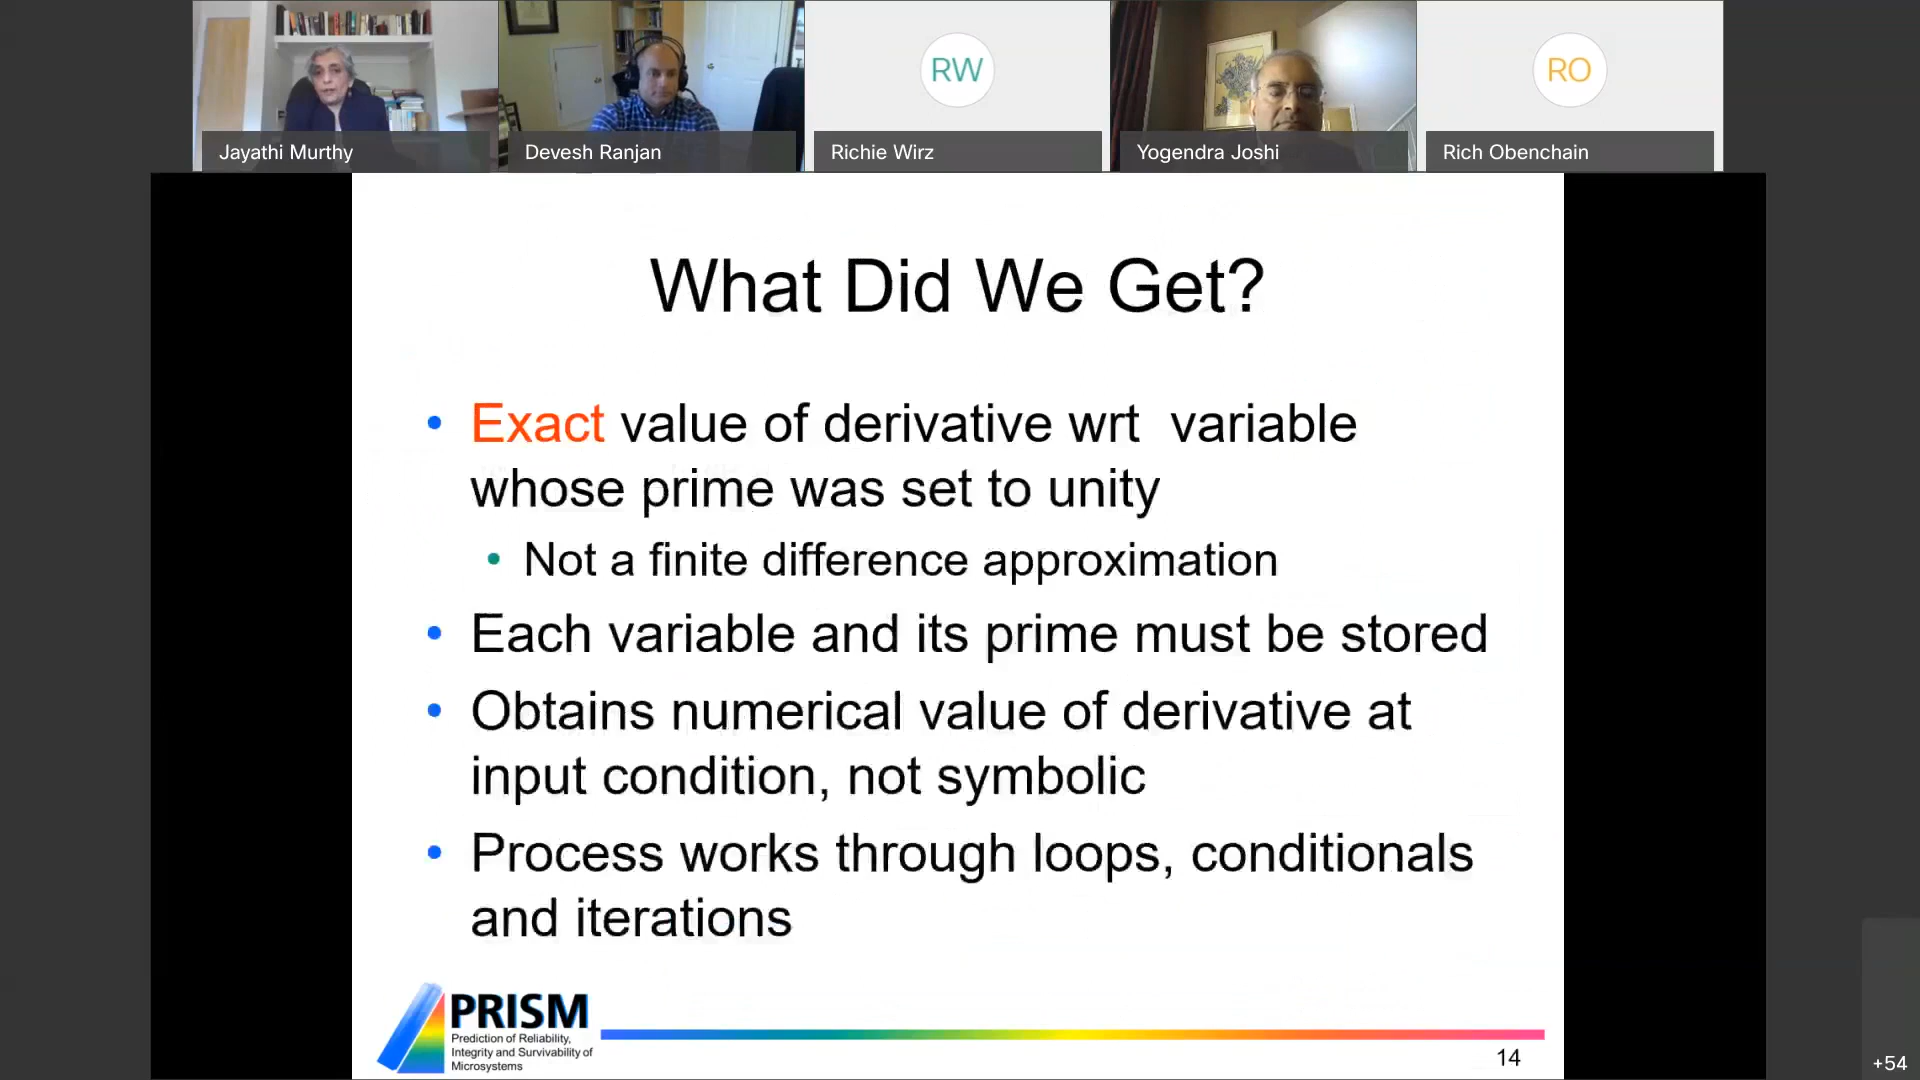 RW
RO
Jayathi Murthy
Devesh Ranjan
Richie Wirz
Yogendra Joshi
Rich Obenchain
What Did We Get?
• Exact value of derivative wrt variable
whose prime was set to unity
• Not a finite difference approximation
• Each variable and its prime must be stored
• Obtains numerical value of derivative at
input condition, not symbolic
• Process works through loops, conditionals
and iterations
PRISM
Prediction of Reliability,
Integrity and Survivability of
Microsystems
14
+54